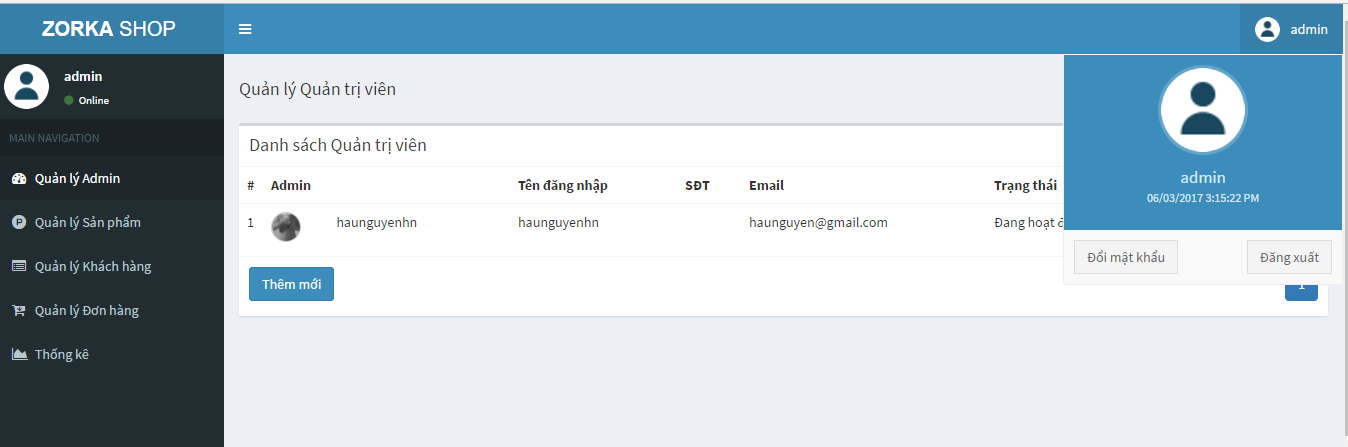 ZORKA SHOP
admin
admin
Online
MAIN NAVIGATION
Quản lý Admin
Quản lý Sản phẩm
Quản lý Khách hàng
Quản lý Đơn hàng
Thống kê
Quản lý Quản trị viên
Danh sách Quản trị viên
# Admin Tên đăng nhập SĐT Email Trạng thái
1 haunguyenhn haunguyenhn haunguyen@gmail.com Đang hoạt
Thêm mới
1
admin
06/03/2017 3:15:22 PM
Đổi mật khẩu Đăng xuất